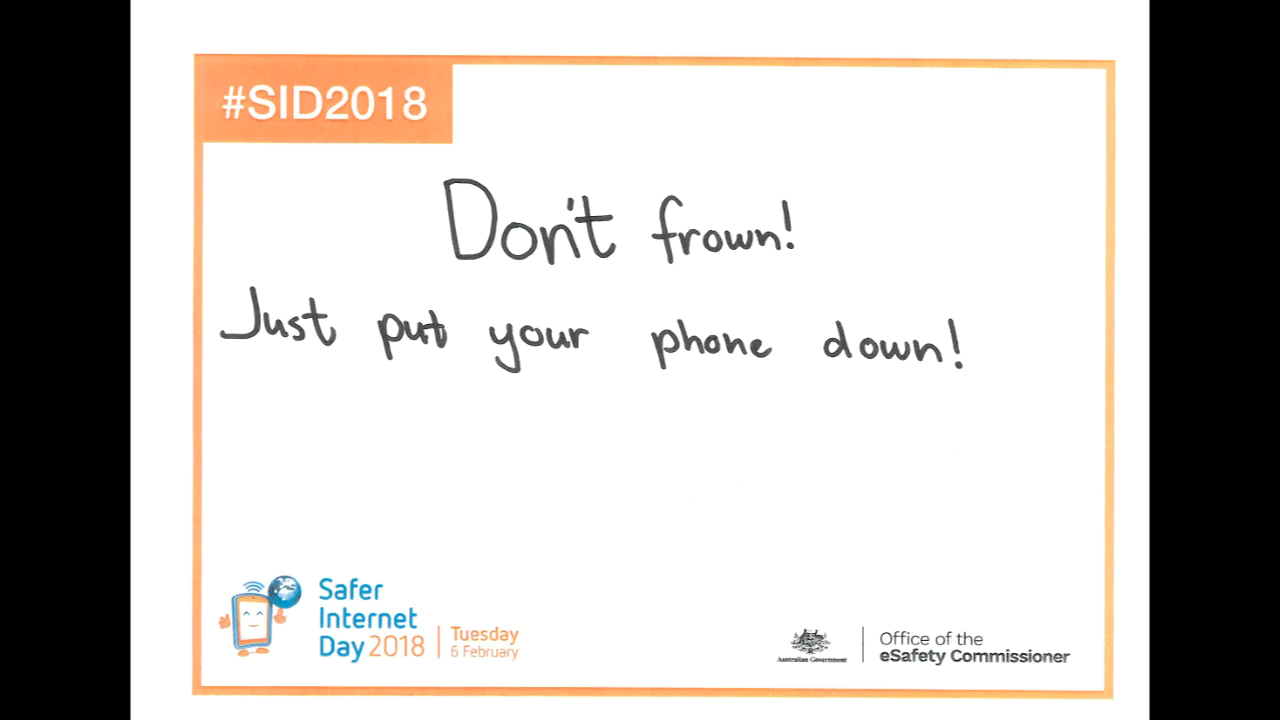 #SID2018
Don't frown!
Just put your phone down!
Safer
Internet
Day 2018
Tuesday
6 February
Australian Government
Office of the
eSafety Commissioner